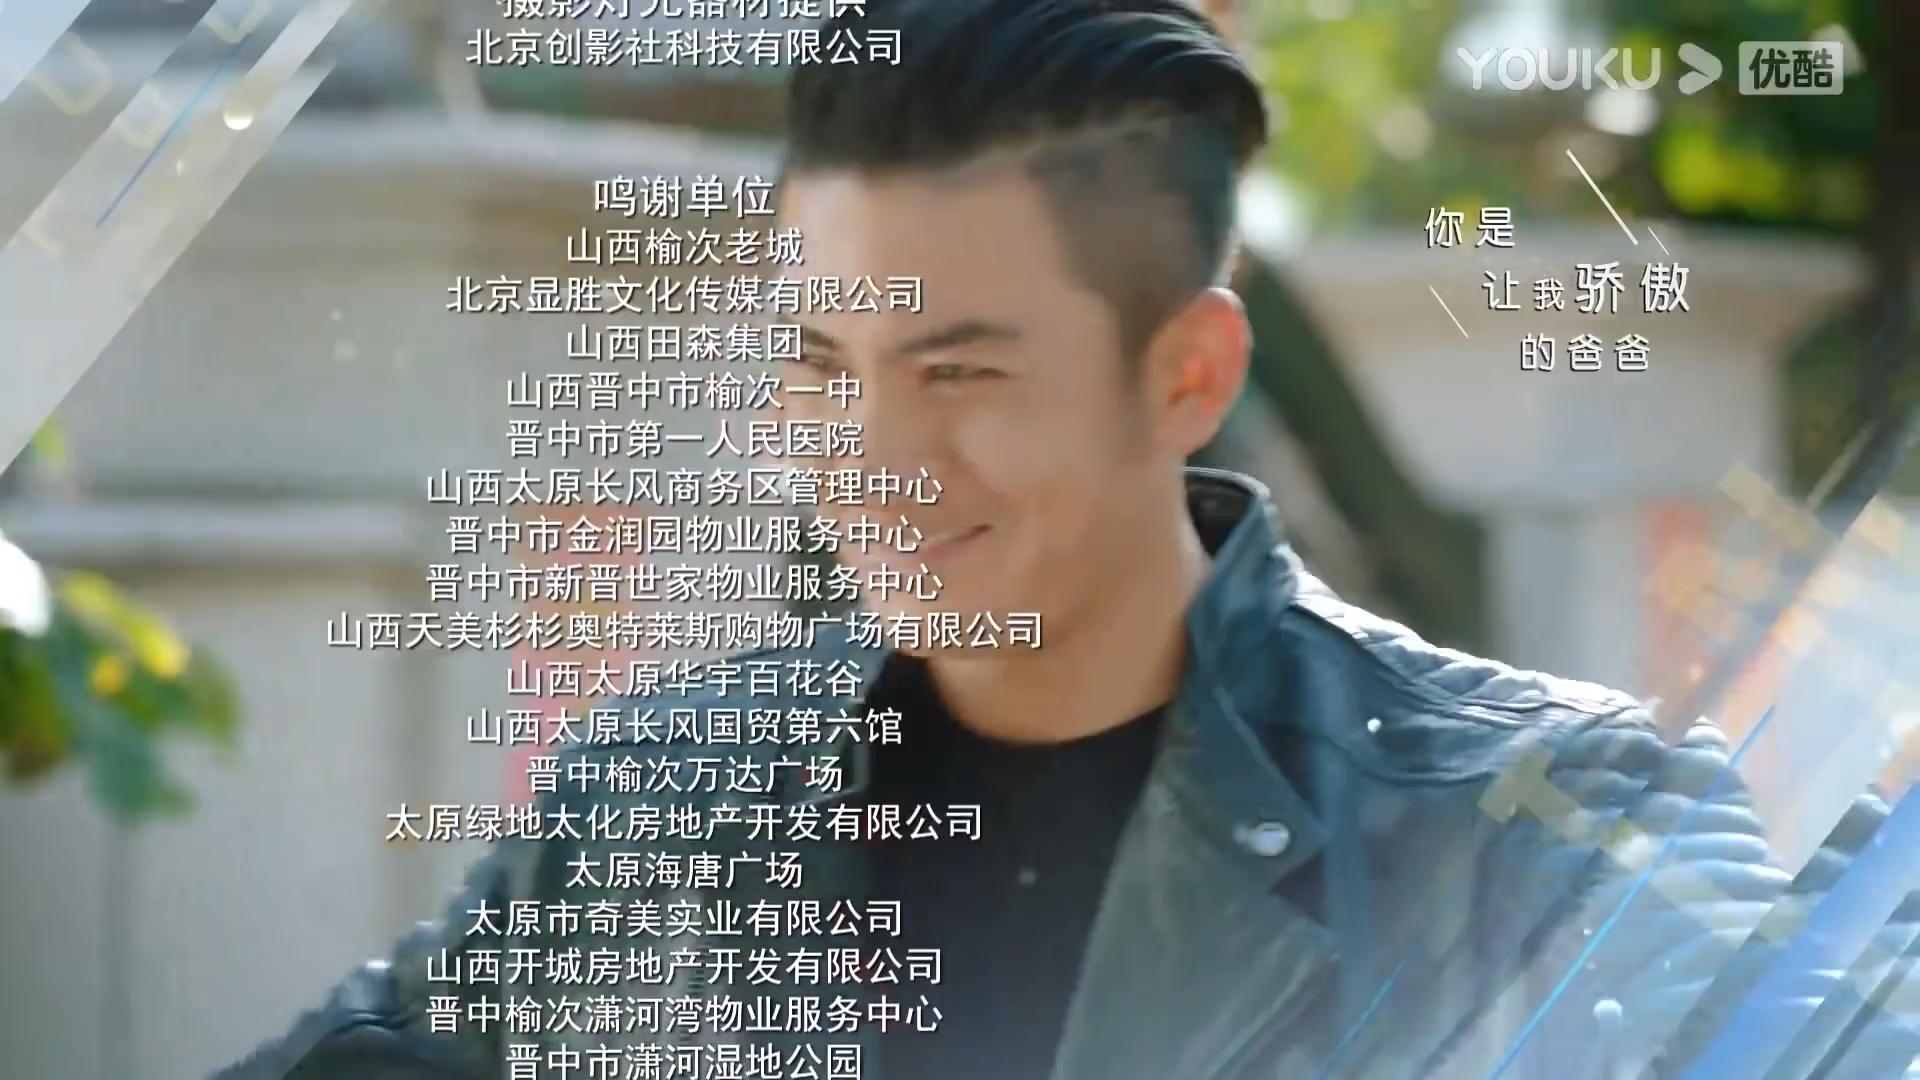 摄影灯光器材提供
北京创影社科技有限公司
YOUKU 优酷
鸣谢单位
山西榆次老城
北京显胜文化传媒有限公司
山西田森集团
山西晋中市榆次一中
晋中市第一人民医院
山西太原长风商务区管理中心
晋中市金润园物业服务中心
晋中市新晋世家物业服务中心
山西天美杉杉奥特莱斯购物广场有限公司
山西太原华宇百花谷
山西太原长风国贸第六馆
晋中榆次万达广场
太原绿地太化房地产开发有限公司
太原海唐广场
太原市奇美实业有限公司
山西开城房地产开发有限公司
晋中榆次潇河湾物业服务中心
晋中市潇河湿地公园
你是
让我骄傲
的爸爸